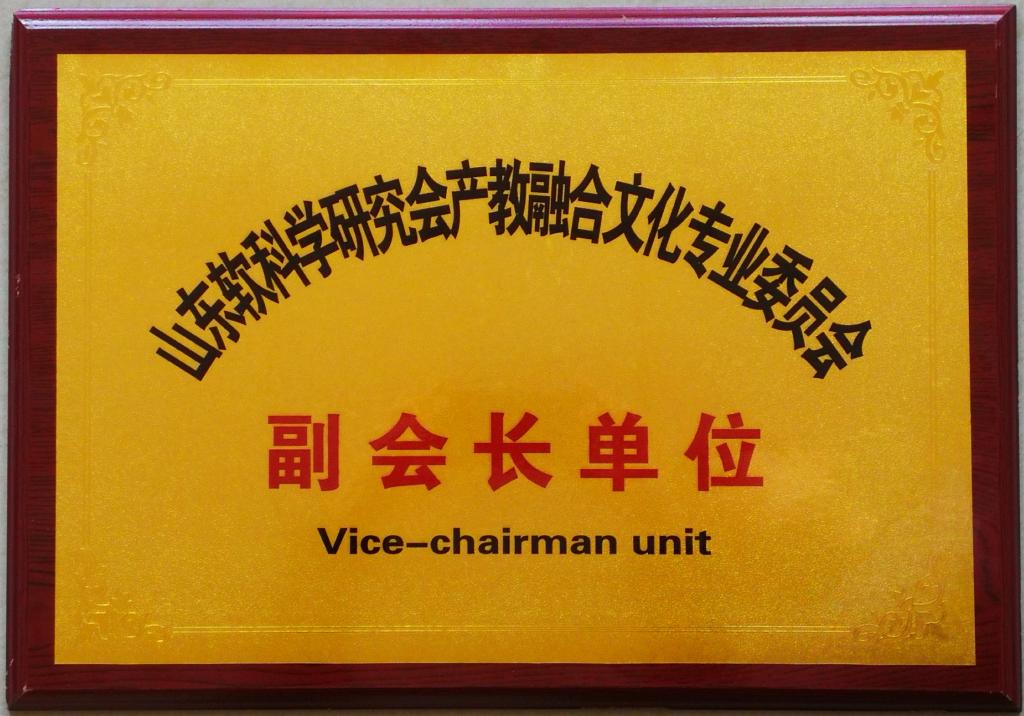 山东软科学研究会产教融合文化专业委员会
副会长单位
Vice-chairman unit